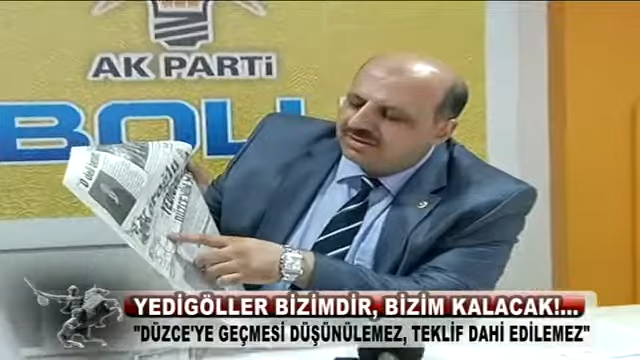 AK PARTİ
BOLU
DÜZCE'
YEDİGÖLLER BİZİMDİR, BİZİM KALACAK!...
"DÜZCE'YE GEÇMESİ DÜŞÜNÜLEMEZ, TEKLİF DAHİ EDİLEMEZ"